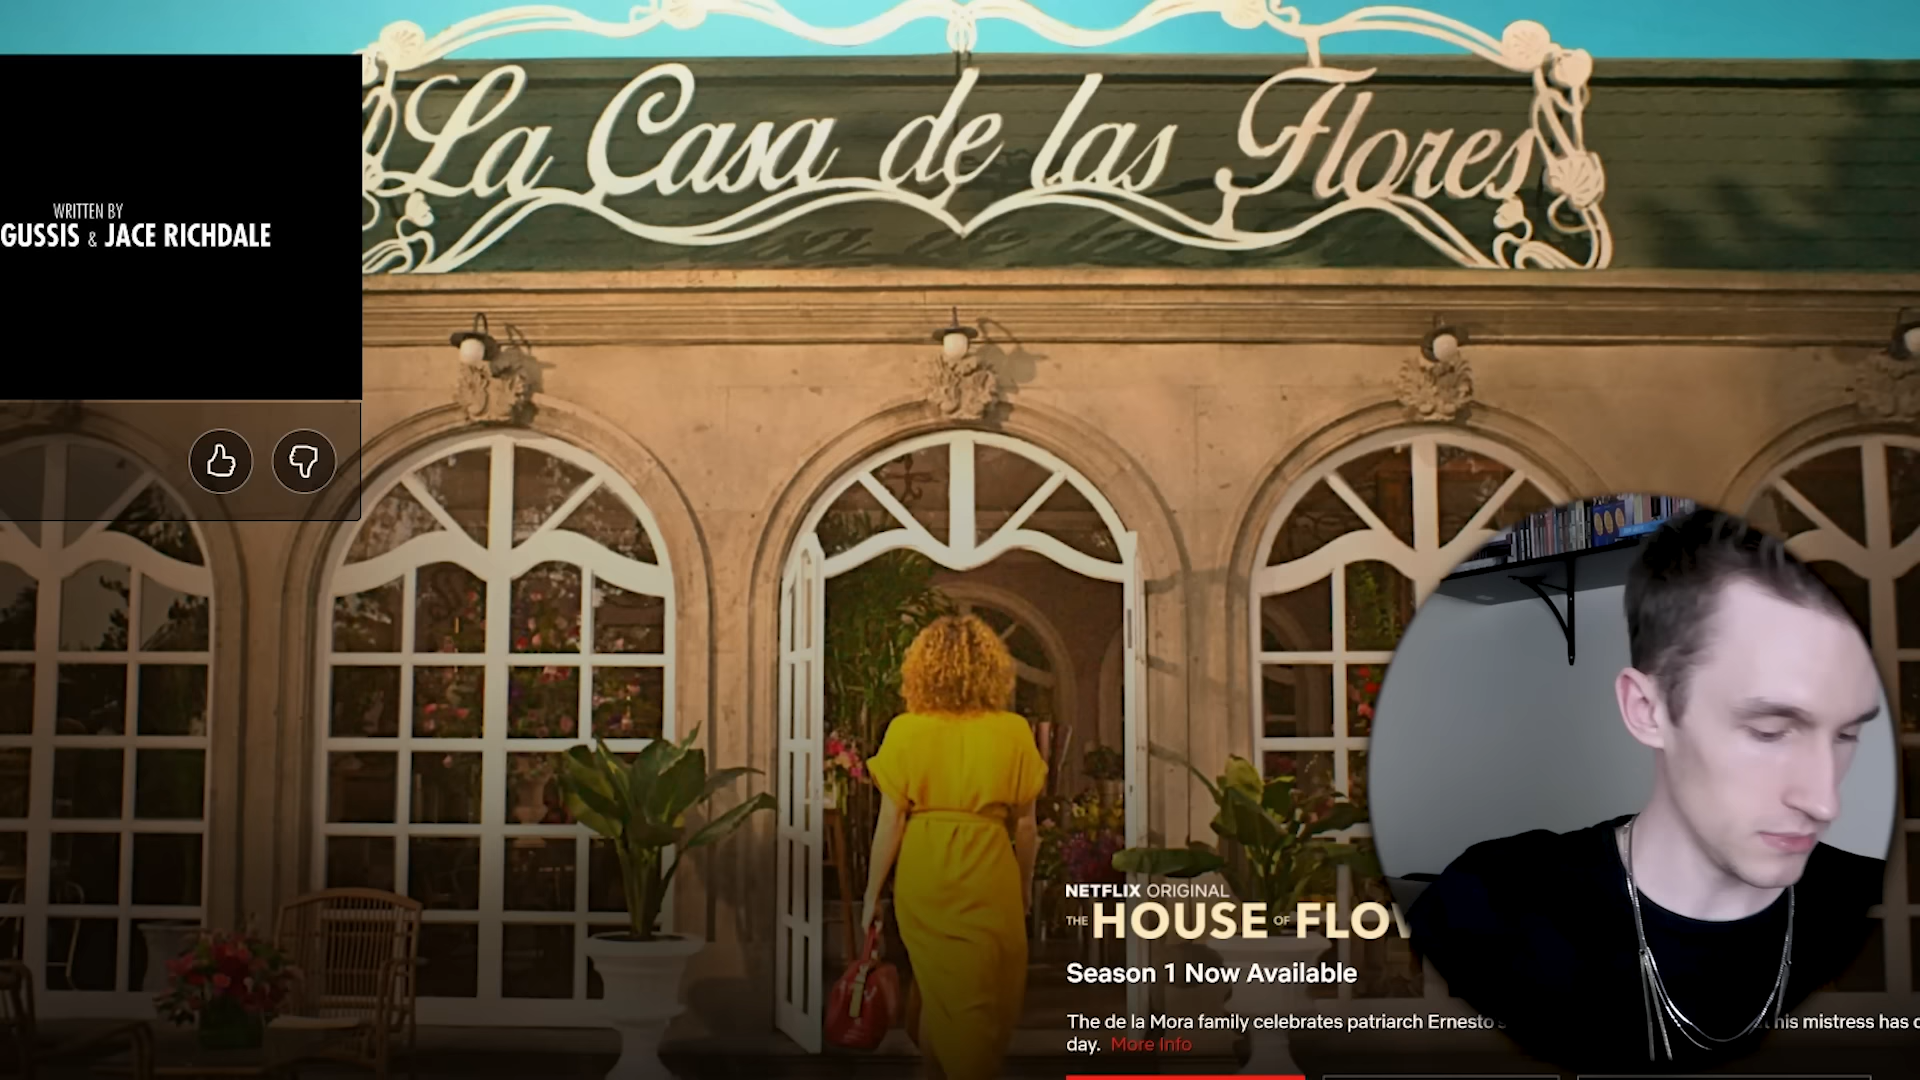 La Casa de las Flores
WRITTEN BY
GUSSIS & JACE RICHDALE
NETFLIX ORIGINAL
THE HOUSE OF FLO
Season 1 Now Available
The de la Mora family celebrates patriarch Ernesto's his mistress has
day. More Info